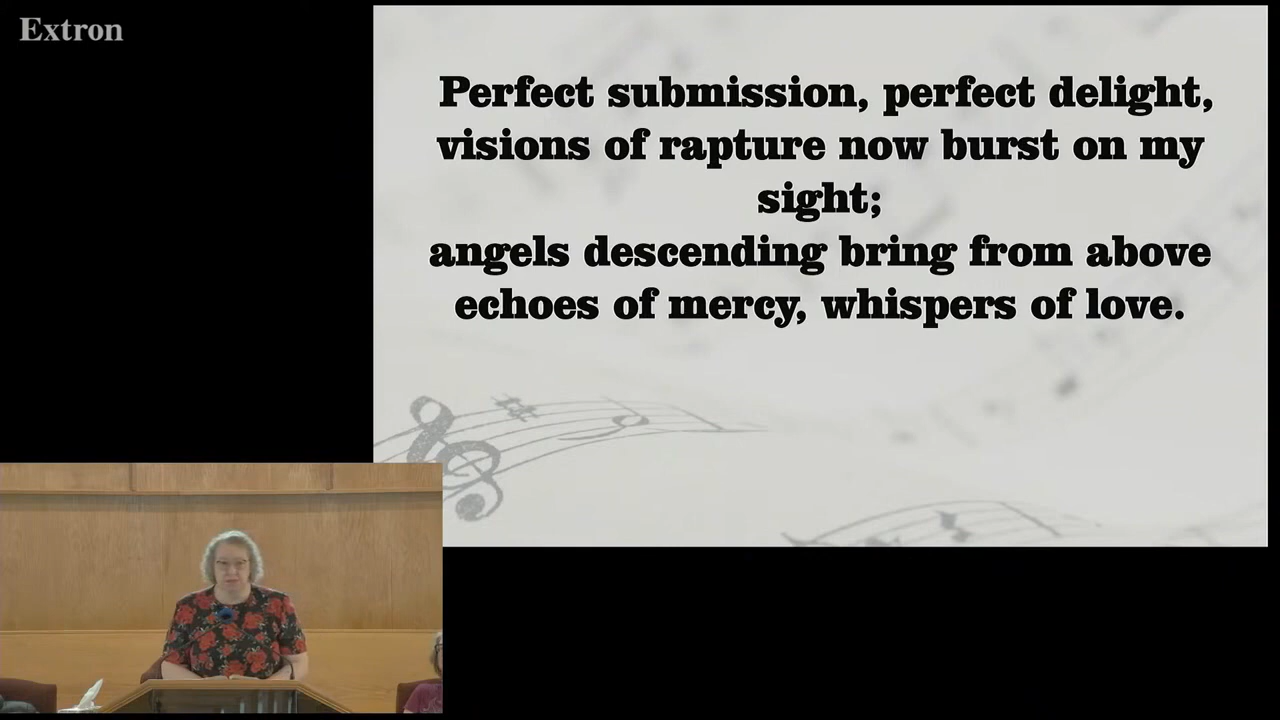 Extron
Perfect submission, perfect delight,
visions of rapture now burst on my
sight;
angels descending bring from above
echoes of mercy, whispers of love.